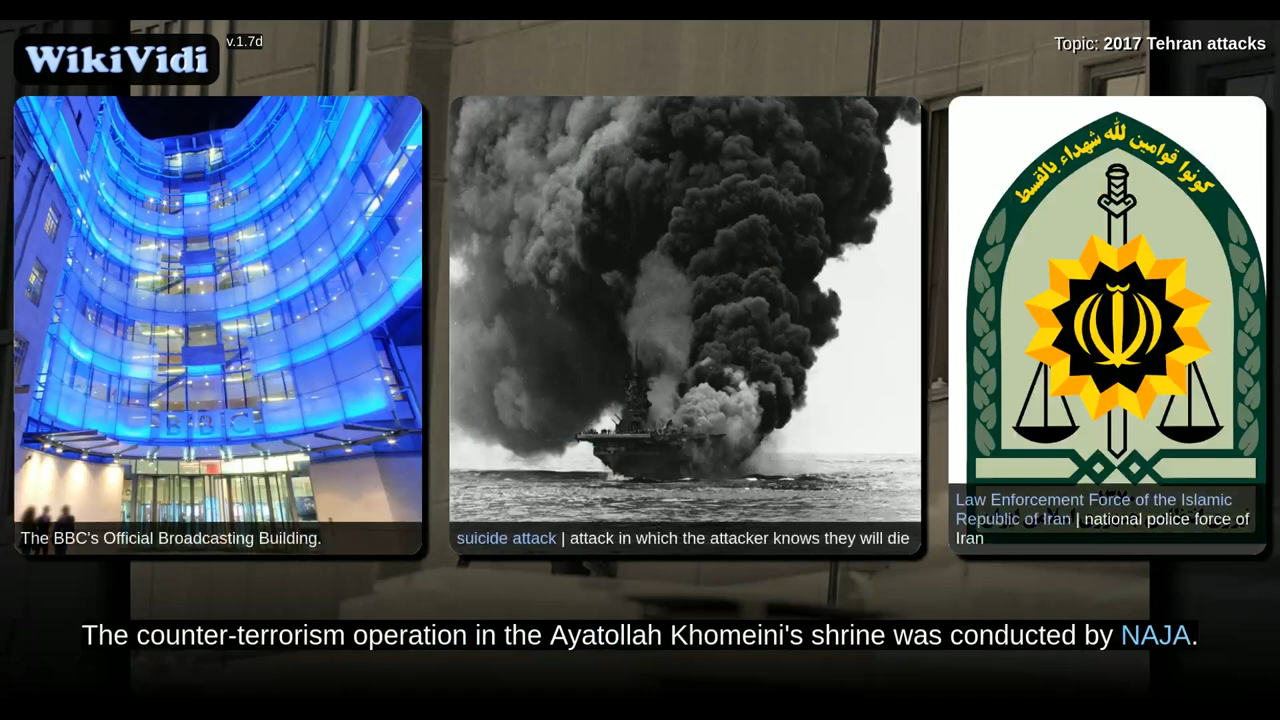 WikiVidi
v.1.7d
Topic: 2017 Tehran attacks
BBC
كونوا قوامين لله شهداء بالقسط
The BBC's Official Broadcasting Building.
suicide attack | attack in which the attacker knows they will die
Law Enforcement Force of the Islamic
Republic of Iran | national police force of
Iran
The counter-terrorism operation in the Ayatollah Khomeini's shrine was conducted by NAJA.